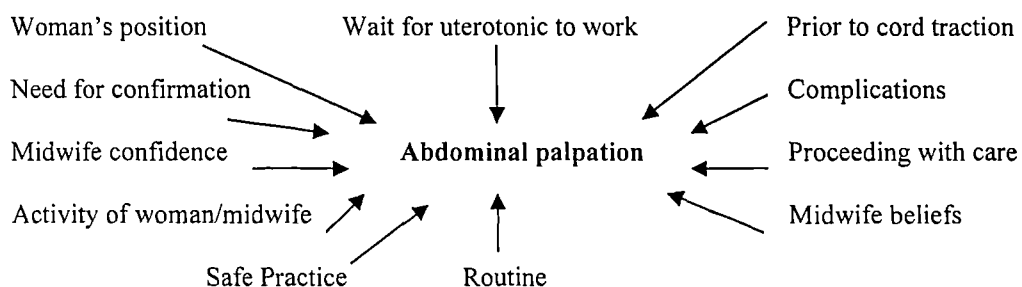 Woman's position Wait for uterotonic to work Prior to cord traction
Need for confirmation Complications
Midwife confidence Abdominal palpation Proceeding with care
Activity of woman/midwife Midwife beliefs
Safe Practice Routine